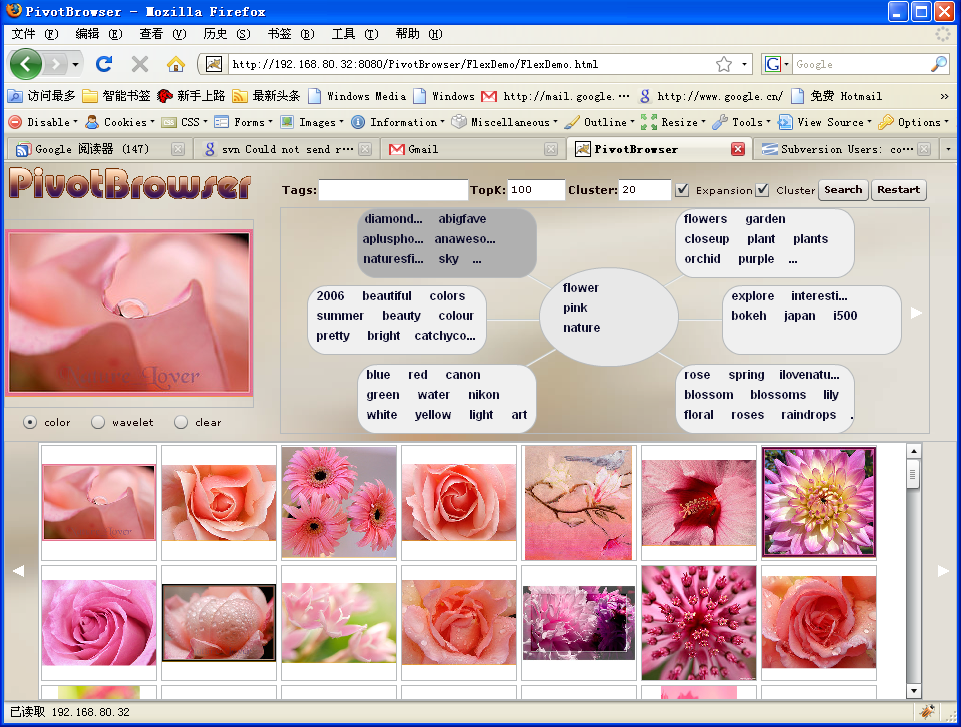 PivotBrowser - Mozilla Firefox
文件 (F) 编辑 (E) 查看 (V) 历史 (S) 书签 (B) 工具 (T) 帮助 (H)
http://192.168.80.32:8080/PivotBrowser/FlexDemo/FlexDemo.html Google
访问最多 智能书签 新手上路 最新头条 Windows Media Windows http://mail.google.··· http://www.google.cn/ 免费 Hotmail »
Disable Cookies CSS Forms Images Information Miscellaneous Outline Resize Tools View Source Options
Google 阅读器 (147) svn Could not send r··· Gmail PivotBrowser Subversion Users: co···
PivotBrowser
Tags: TopK: 100 Cluster: 20 Expansion Cluster Search Restart
diamond... abigfave
apluspho... anaweso...
naturesfi... sky ...
flowers garden
closeup plant plants
orchid purple ...
2006 beautiful colors
summer beauty colour
pretty bright catchyco...
flower
pink
nature
explore interesti...
bokeh japan i500
blue red canon
green water nikon
white yellow light art
rose spring ilovenatu...
blossom blossoms lily
floral roses raindrops .
Nature Lover
color wavelet clear
Nature Lover
已读取 192.168.80.32